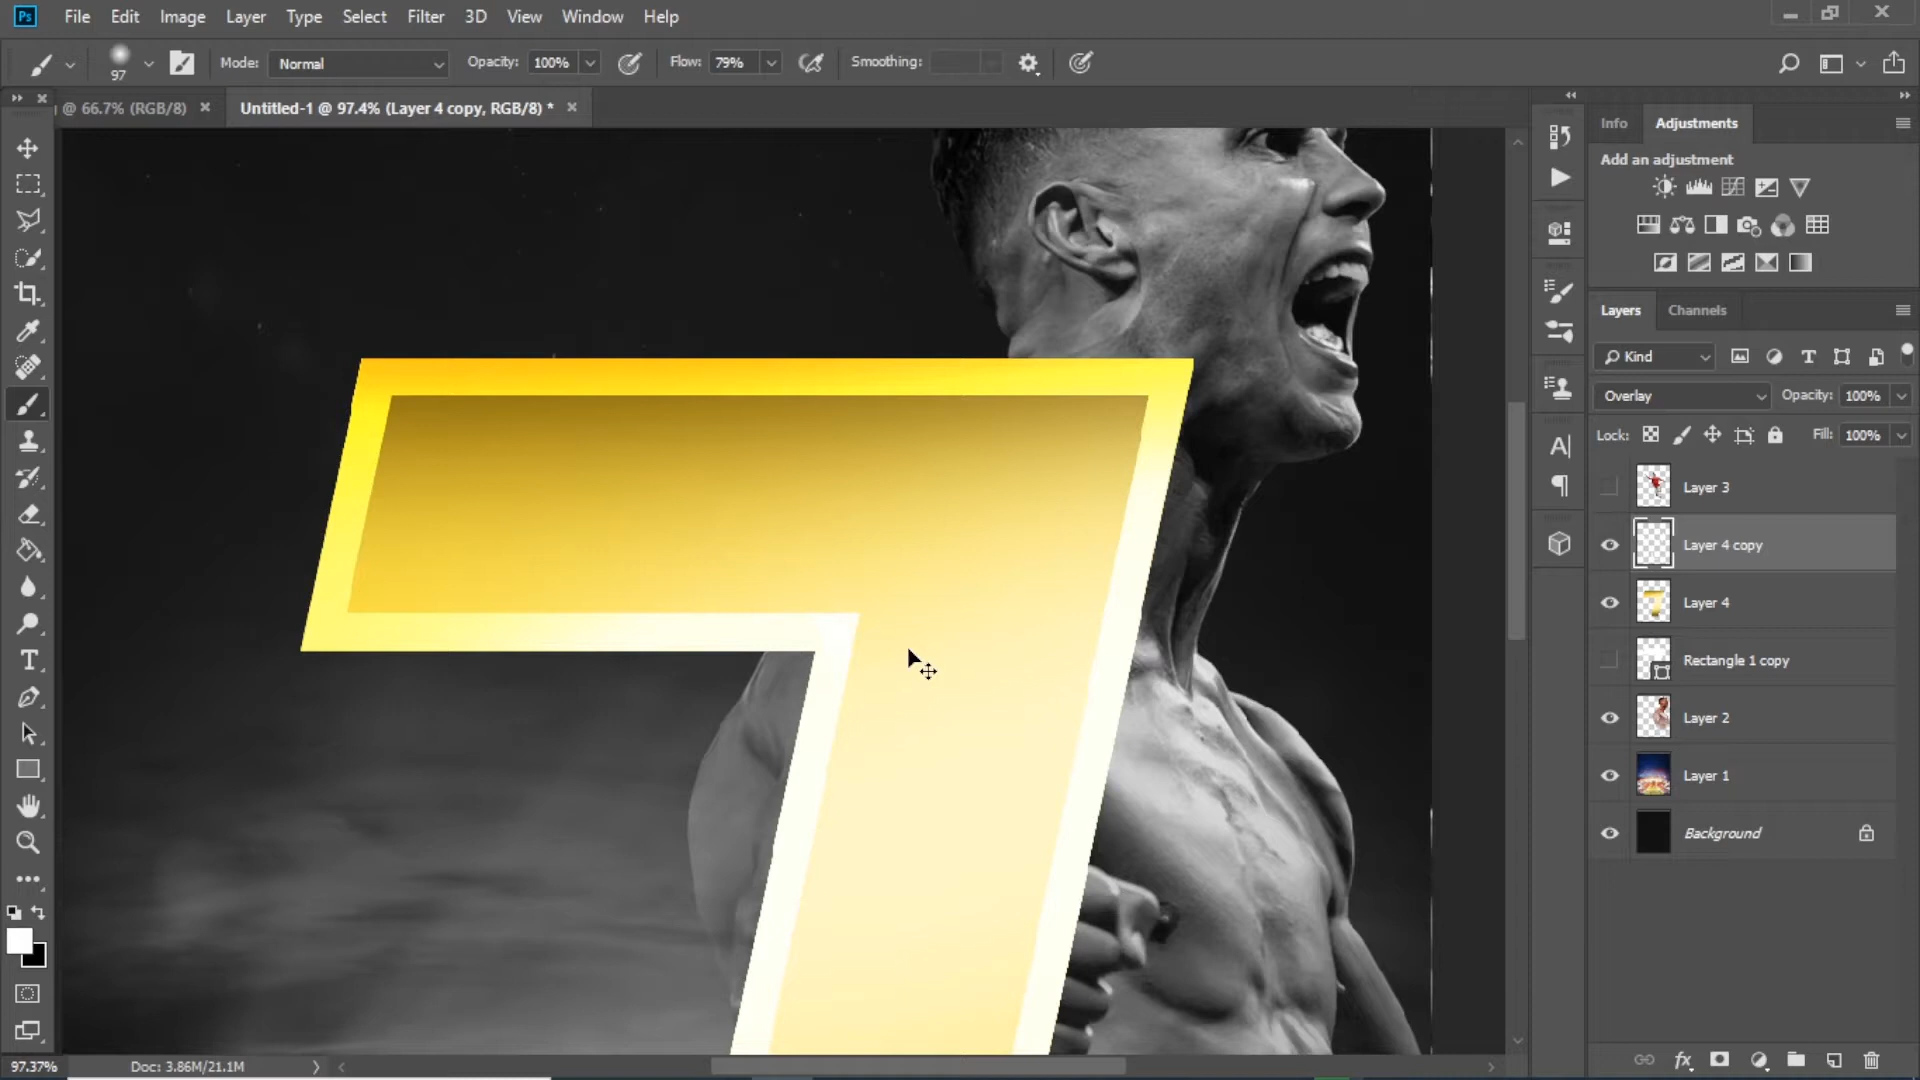 Ps File Edit Image Layer Type Select Filter 3D View Window Help
97 Mode: Normal Opacity: 100% Flow: 79% Smoothing:
@ 66.7% (RGB/8) × Untitled-1 @ 97.4% (Layer 4 copy, RGB/8) * ×
Info Adjustments
Add an adjustment
Layers Channels
Kind
Overlay Opacity: 100%
Lock: Fill: 100%
Layer 3
Layer 4 copy
Layer 4
Rectangle 1 copy
Layer 2
Layer 1
Background
7
97.37% Doc: 3.86M/21.1M